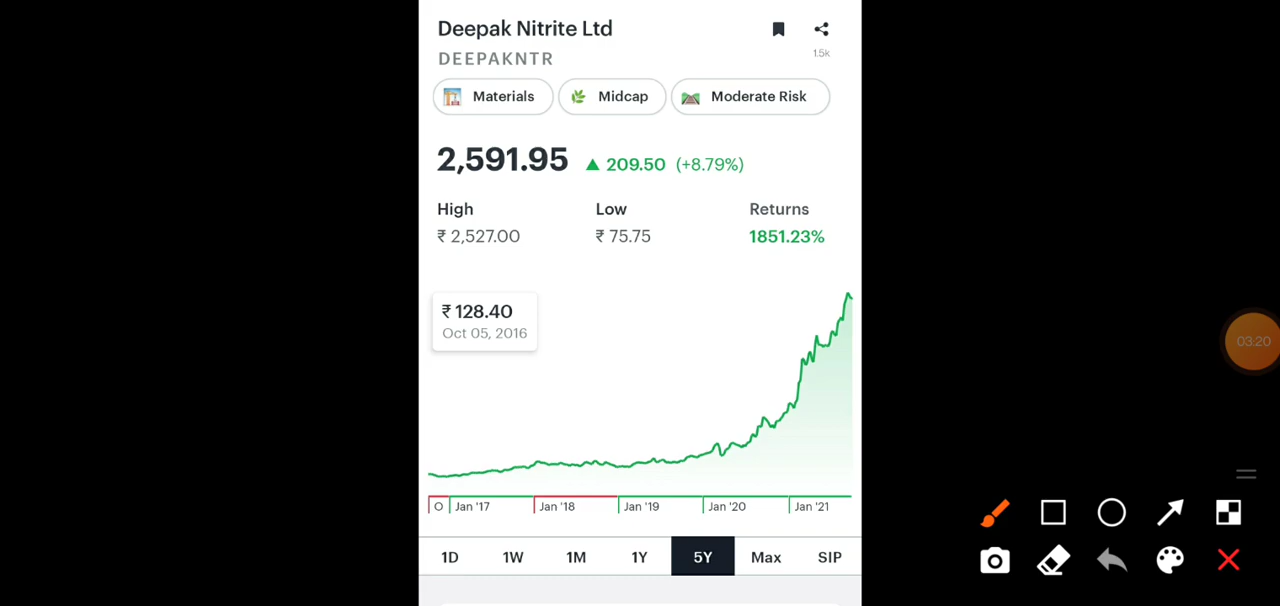 Deepak Nitrite Ltd
DEEPAKNTR
1.5k
Materials Midcap Moderate Risk
2,591.95 ▲ 209.50 (+8.79%)
High Low Returns
₹ 2,527.00 ₹ 75.75 1851.23%
₹ 128.40
Oct 05, 2016
03:20
O Jan '17 Jan '18 Jan '19 Jan '20 Jan '21
1D 1W 1M 1Y 5Y Max SIP